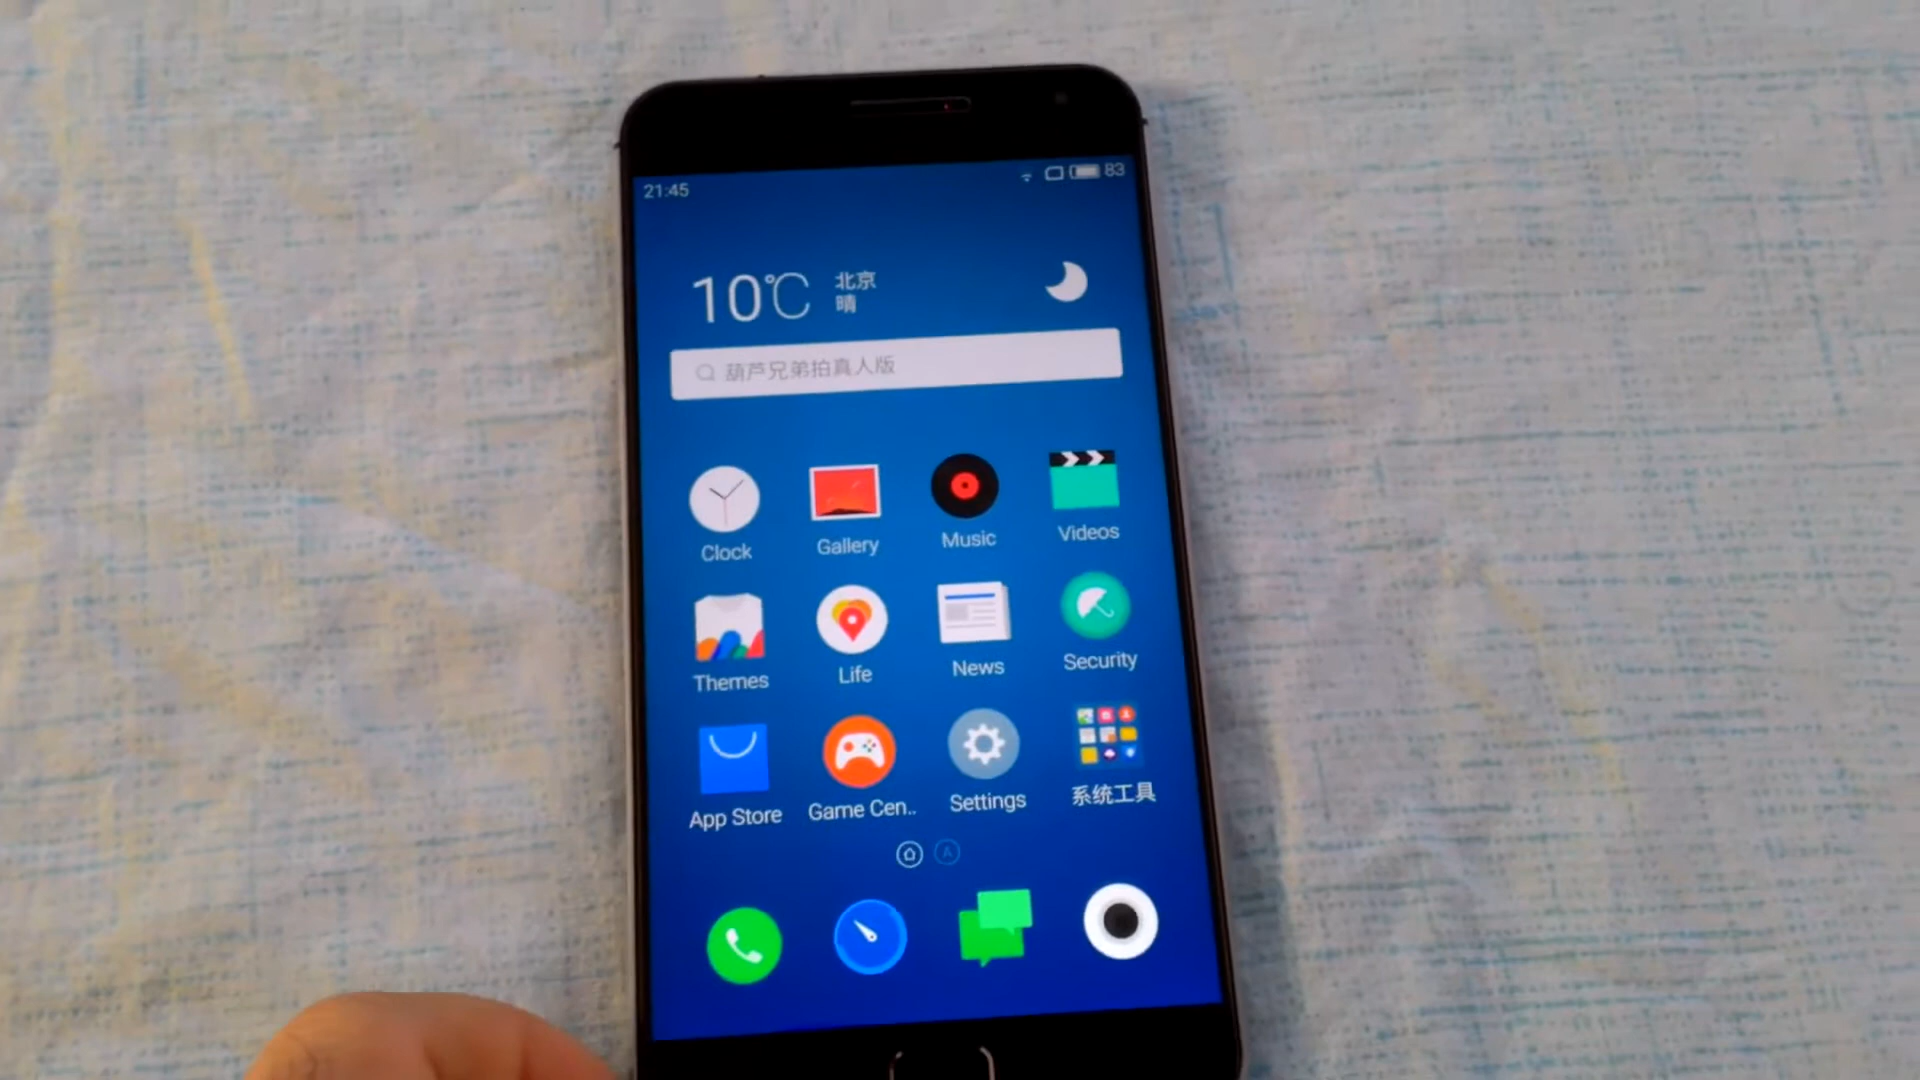 21:45
83
10℃
北京
晴
葫芦兄弟拍真人版
Clock
Gallery
Music
Videos
Themes
Life
News
Security
App Store
Game Cen..
Settings
系统工具
A